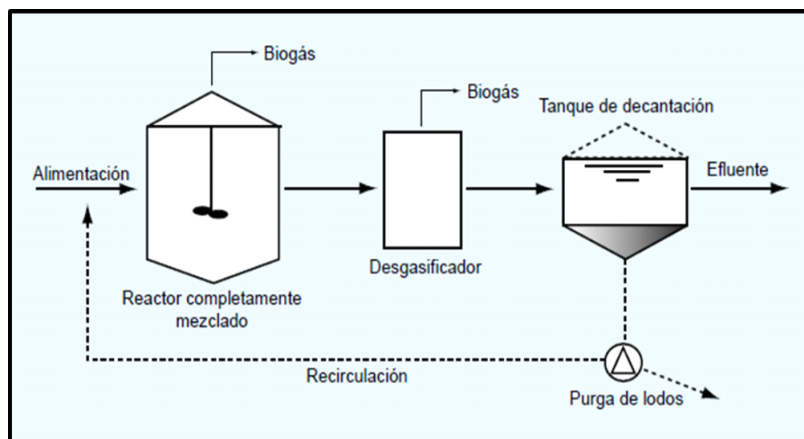 Biogás
Biogás
Tanque de decantación
Alimentación
Efluente
Desgasificador
Reactor completamente
mezclado
Recirculación
Purga de lodos